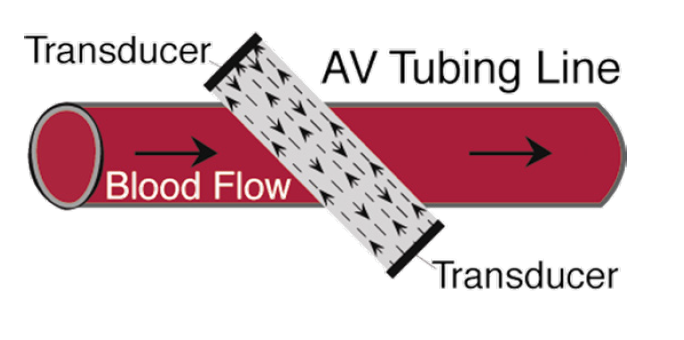 Transducer
AV Tubing Line
Blood Flow
Transducer